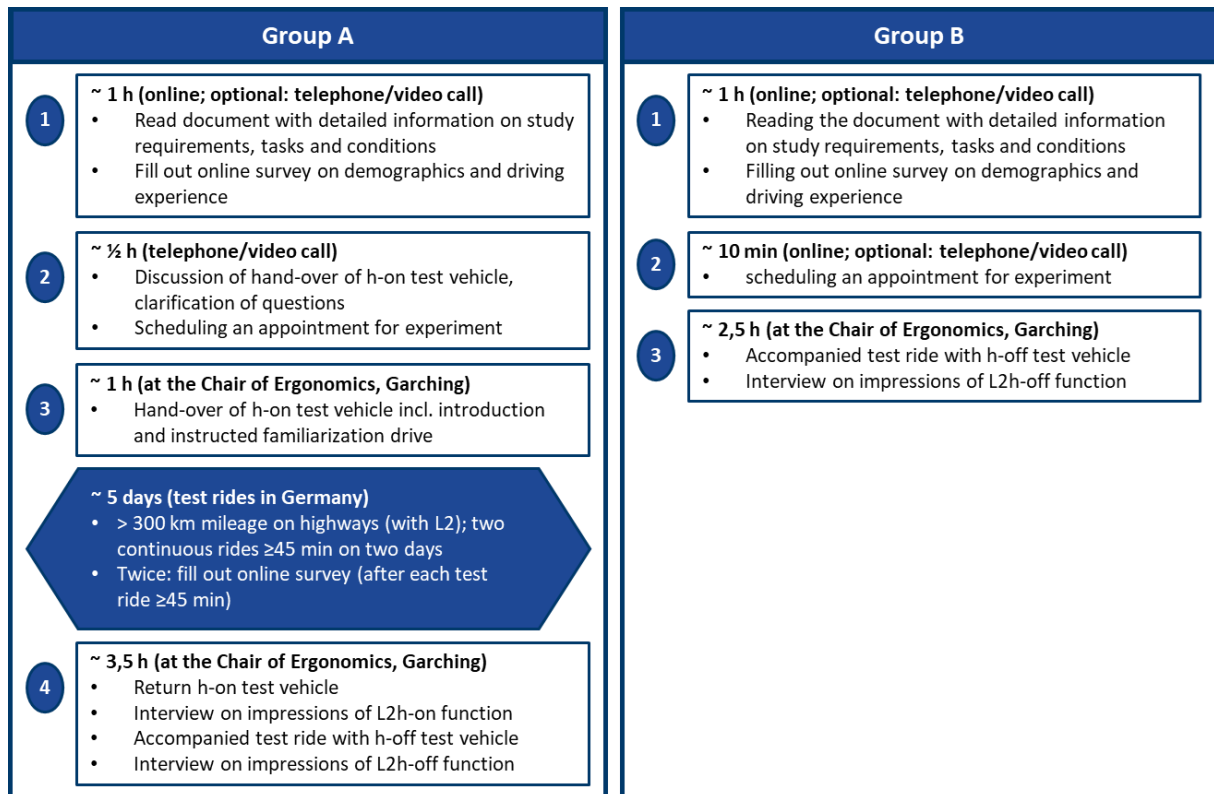 Group A
1
~ 1 h (online; optional: telephone/video call)
• Read document with detailed information on study
requirements, tasks and conditions
• Fill out online survey on demographics and driving
experience
2
~ ½ h (telephone/video call)
• Discussion of hand-over of h-on test vehicle,
clarification of questions
• Scheduling an appointment for experiment
3
~ 1 h (at the Chair of Ergonomics, Garching)
• Hand-over of h-on test vehicle incl. introduction
and instructed familiarization drive
~ 5 days (test rides in Germany)
• > 300 km mileage on highways (with L2); two
continuous rides ≥45 min on two days
• Twice: fill out online survey (after each test
ride ≥45 min)
4
~ 3,5 h (at the Chair of Ergonomics, Garching)
• Return h-on test vehicle
• Interview on impressions of L2h-on function
• Accompanied test ride with h-off test vehicle
• Interview on impressions of L2h-off function
Group B
1
~ 1 h (online; optional: telephone/video call)
• Reading the document with detailed information
on study requirements, tasks and conditions
• Filling out online survey on demographics and
driving experience
2
~ 10 min (online; optional: telephone/video call)
• scheduling an appointment for experiment
3
~ 2,5 h (at the Chair of Ergonomics, Garching)
• Accompanied test ride with h-off test vehicle
• Interview on impressions of L2h-off function